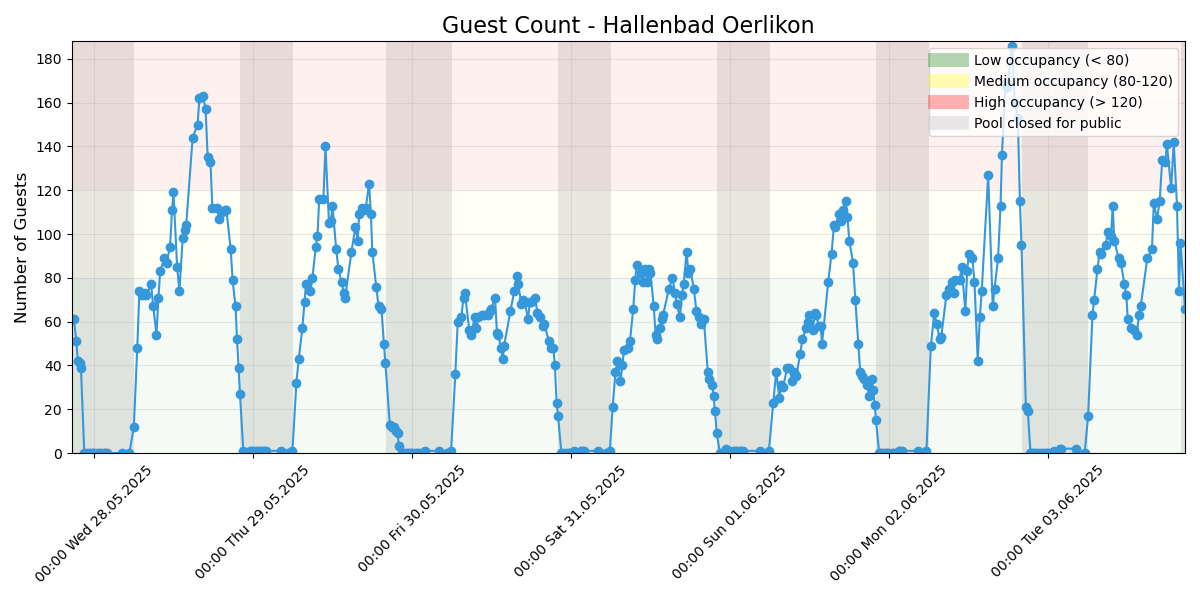 Guest Count - Hallenbad Oerlikon
Number of Guests
180
160
140
120
100
80
60
40
20
0
Low occupancy (< 80)
Medium occupancy (80-120)
High occupancy (> 120)
Pool closed for public
00:00 Wed 28.05.2025
00:00 Thu 29.05.2025
00:00 Fri 30.05.2025
00:00 Sat 31.05.2025
00:00 Sun 01.06.2025
00:00 Mon 02.06.2025
00:00 Tue 03.06.2025